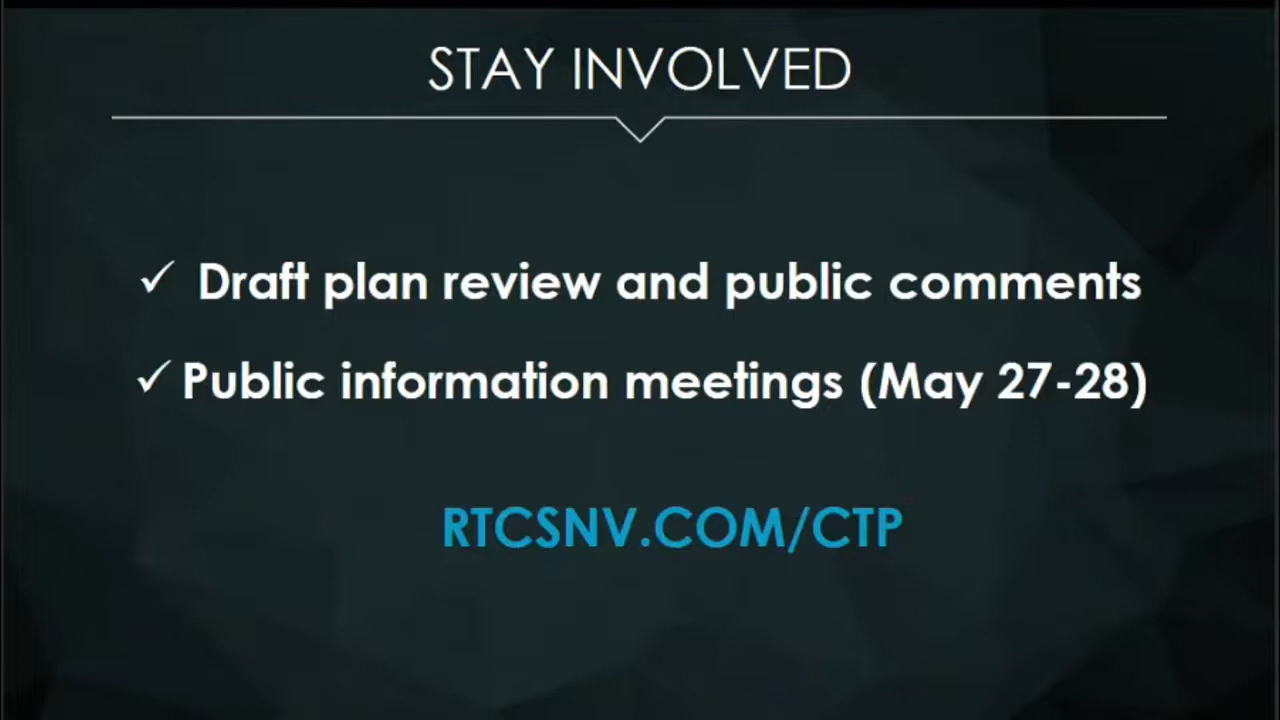 STAY INVOLVED
✓ Draft plan review and public comments
✓ Public information meetings (May 27-28)
RTCSNV.COM/CTP